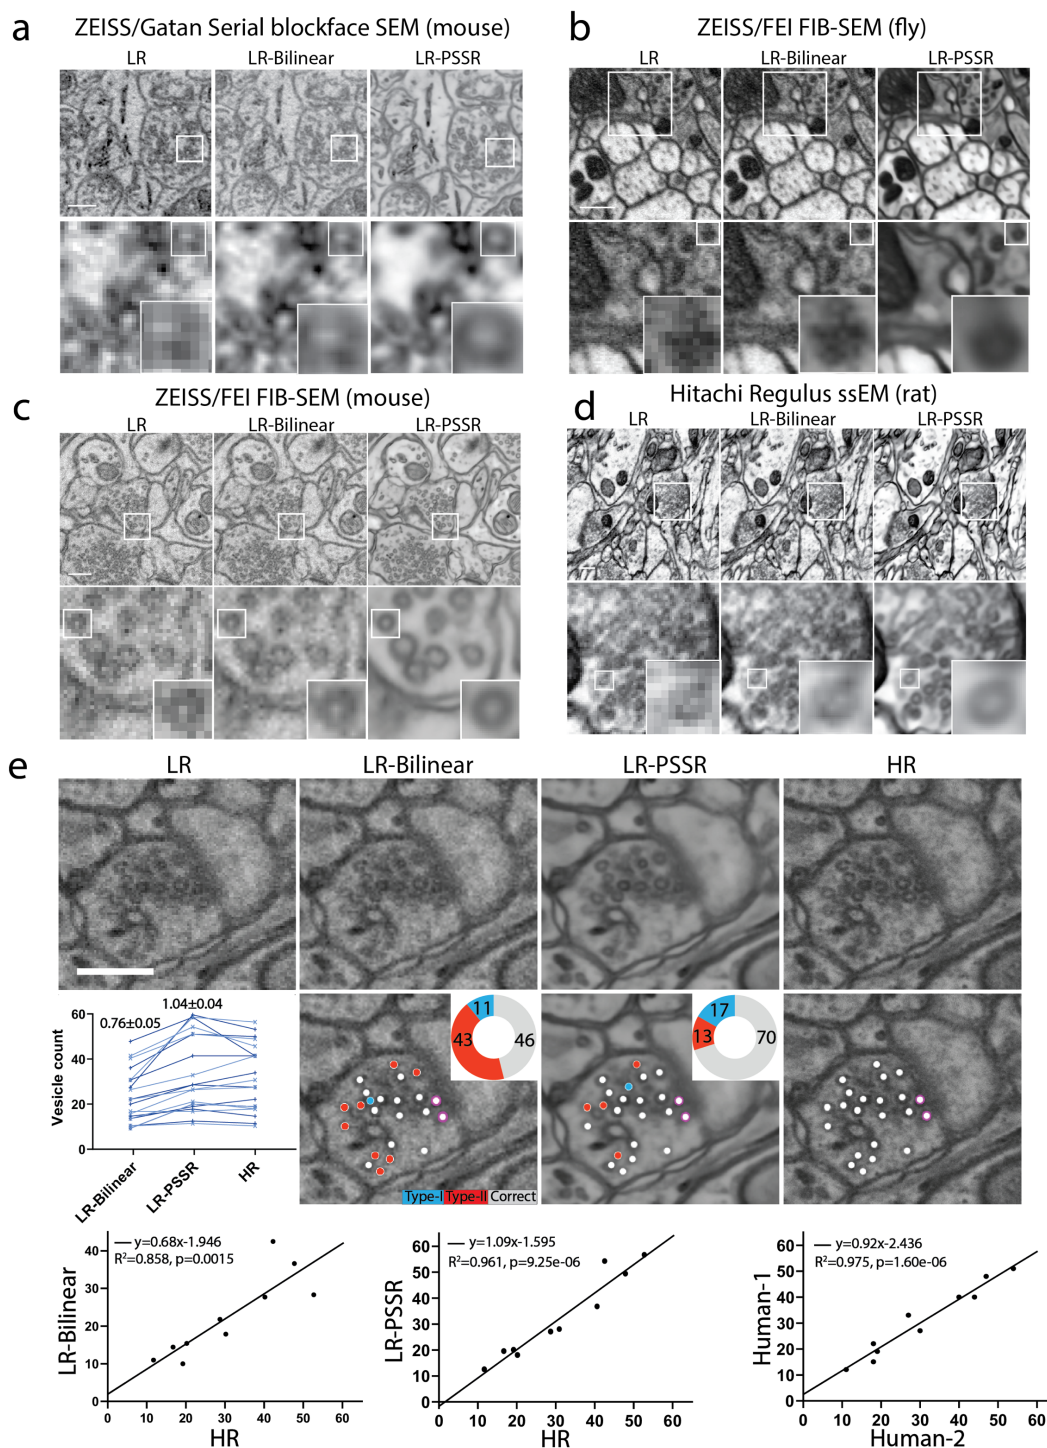 a
ZEISS/Gatan Serial blockface SEM (mouse)
LR
LR-Bilinear
LR-PSSR
b
ZEISS/FEI FIB-SEM (fly)
LR
LR-Bilinear
LR-PSSR
c
ZEISS/FEI FIB-SEM (mouse)
LR
LR-Bilinear
LR-PSSR
d
Hitachi Regulus ssEM (rat)
LR
LR-Bilinear
LR-PSSR
e
LR
LR-Bilinear
LR-PSSR
HR
1.04±0.04
0.76±0.05
60
40
20
0
Vesicle count
LR-Bilinear
LR-PSSR
HR
11
43
46
Type-I
Type-II
Correct
17
13
70
y=0.68x-1.946
R²=0.858, p=0.0015
40
30
20
10
0
LR-Bilinear
0 10 20 30 40 50 60
HR
y=1.09x-1.595
R²=0.961, p=9.25e-06
60
50
40
30
20
10
0
LR-PSSR
0 10 20 30 40 50 60
HR
y=0.92x-2.436
R²=0.975, p=1.60e-06
60
50
40
30
20
10
0
Human-1
0 10 20 30 40 50 60
Human-2